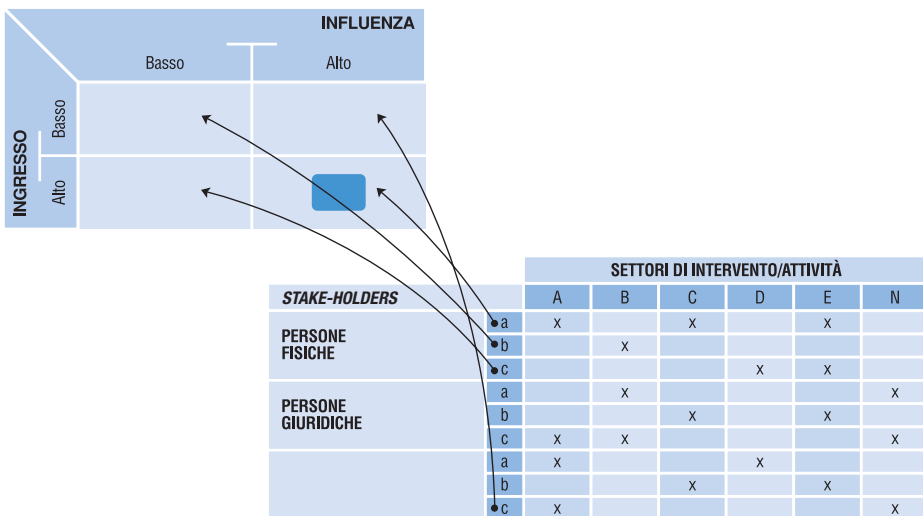 INFLUENZA
Basso Alto
INGRESSO
Basso
Alto
SETTORI DI INTERVENTO/ATTIVITÀ
STAKE-HOLDERS A B C D E N
PERSONE
FISICHE
a x x x
b x
c x x
PERSONE
GIURIDICHE
a x x
b x x
c x x x
a x x
b x x
c x x